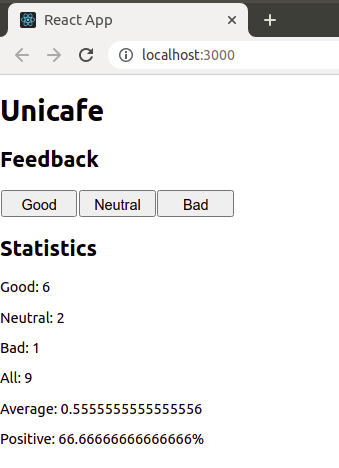 React App
localhost:3000
Unicafe
Feedback
Good Neutral Bad
Statistics
Good: 6
Neutral: 2
Bad: 1
All: 9
Average: 0.5555555555555556
Positive: 66.66666666666666%